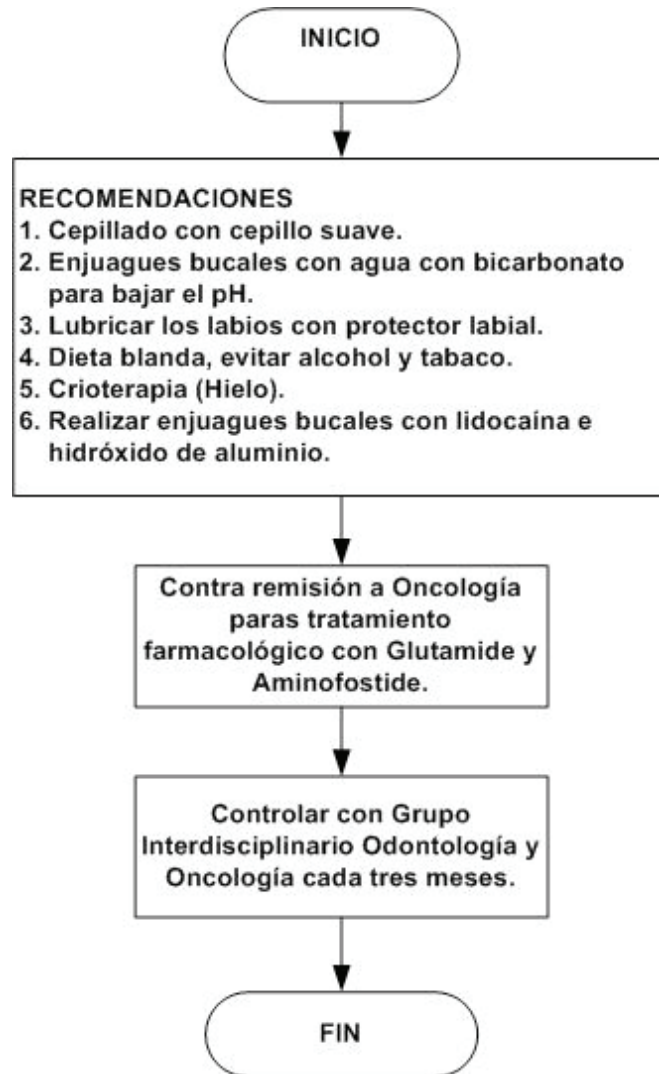 INICIO
RECOMENDACIONES
1. Cepillado con cepillo suave.
2. Enjuagues bucales con agua con bicarbonato
para bajar el pH.
3. Lubricar los labios con protector labial.
4. Dieta blanda, evitar alcohol y tabaco.
5. Crioterapia (Hielo).
6. Realizar enjuagues bucales con lidocaína e
hidróxido de aluminio.
Contra remisión a Oncología
paras tratamiento
farmacológico con Glutamide y
Aminofostide.
Controlar con Grupo
Interdisciplinario Odontología y
Oncología cada tres meses.
FIN